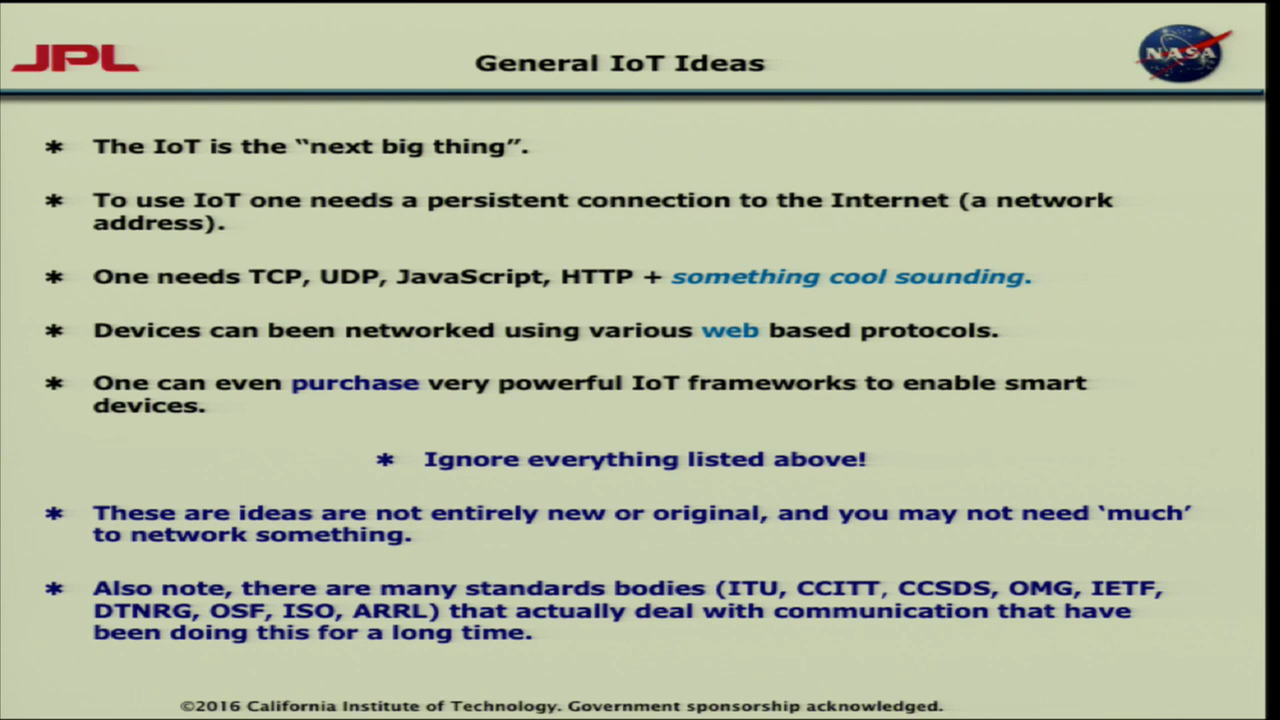 JPL
General IoT Ideas
NASA
* The IoT is the “next big thing”.
* To use IoT one needs a persistent connection to the Internet (a network
address).
* One needs TCP, UDP, JavaScript, HTTP + something cool sounding.
* Devices can been networked using various web based protocols.
* One can even purchase very powerful IoT frameworks to enable smart
devices.
* Ignore everything listed above!
* These are ideas are not entirely new or original, and you may not need ‘much’
to network something.
* Also note, there are many standards bodies (ITU, CCITT, CCSDS, OMG, IETF,
DTNRG, OSF, ISO, ARRL) that actually deal with communication that have
been doing this for a long time.
©2016 California Institute of Technology. Government sponsorship acknowledged.